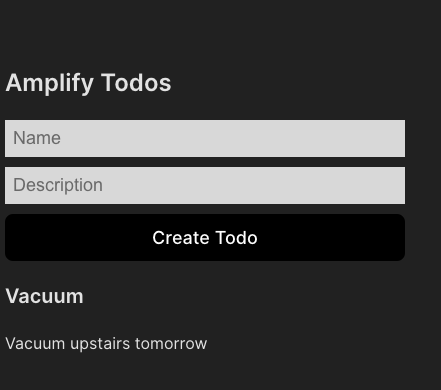 Amplify Todos
Name
Description
Create Todo
Vacuum
Vacuum upstairs tomorrow